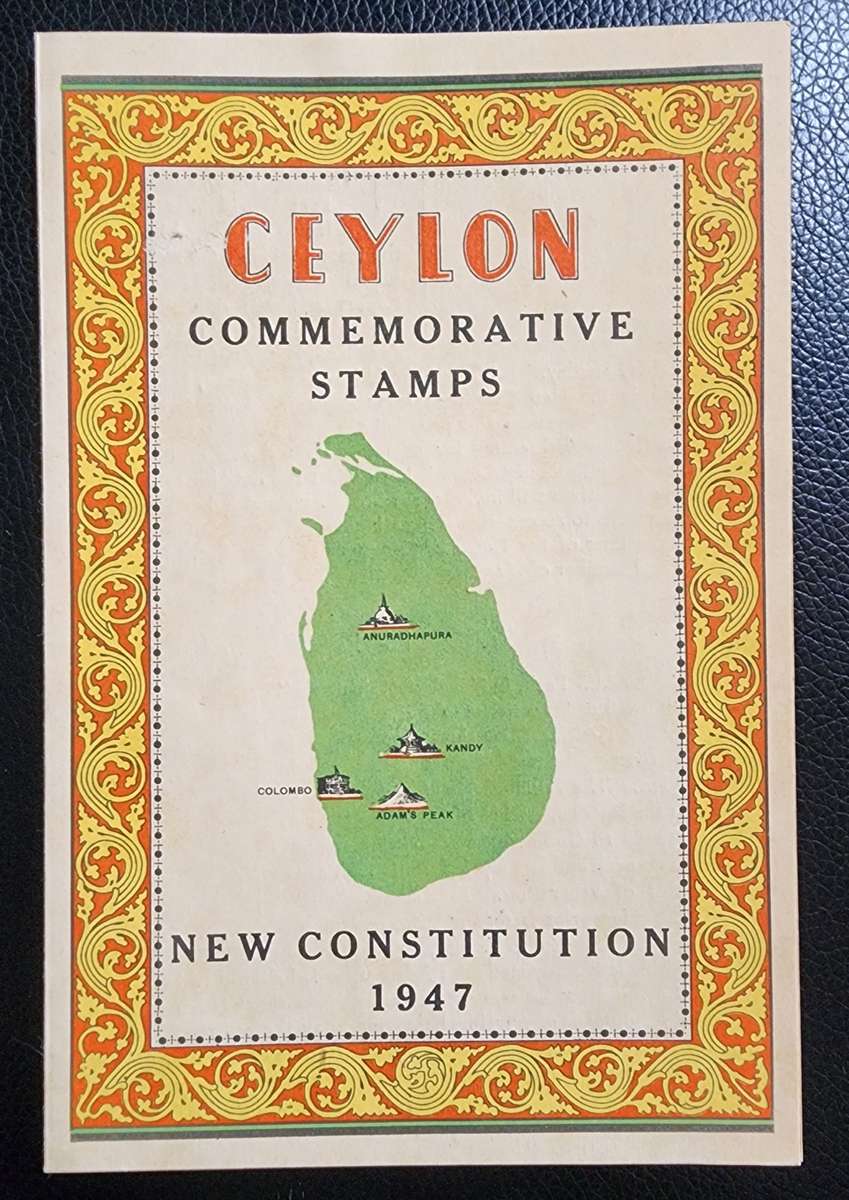 CEYLON
COMMEMORATIVE
STAMPS
ANURADHAPURA
KANDY
COLOMBO
ADAM'S PEAK
NEW CONSTITUTION
1947